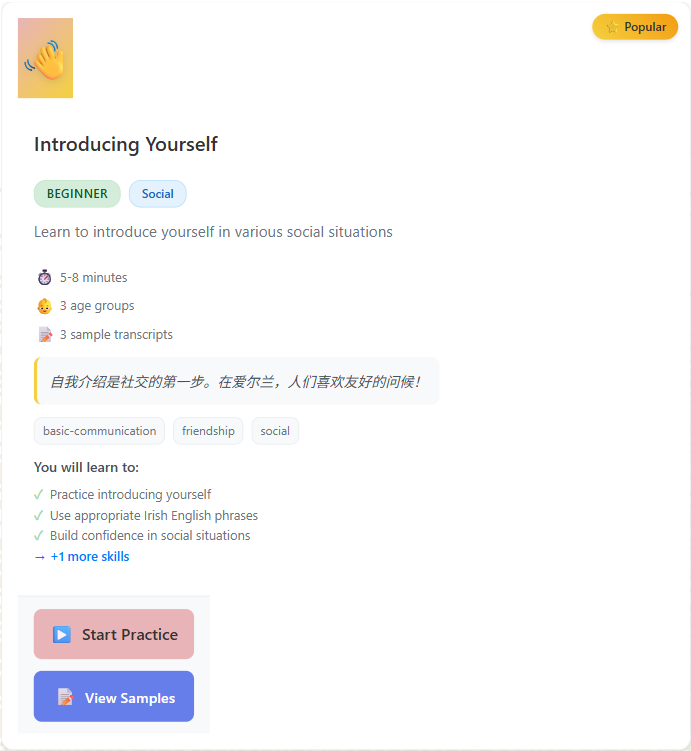 Popular
Introducing Yourself
BEGINNER
Social
Learn to introduce yourself in various social situations
5-8 minutes
3 age groups
3 sample transcripts
自我介绍是社交的第一步。在爱尔兰，人们喜欢友好的问候！
basic-communication
friendship
social
You will learn to:
✓ Practice introducing yourself
✓ Use appropriate Irish English phrases
✓ Build confidence in social situations
→ +1 more skills
Start Practice
View Samples